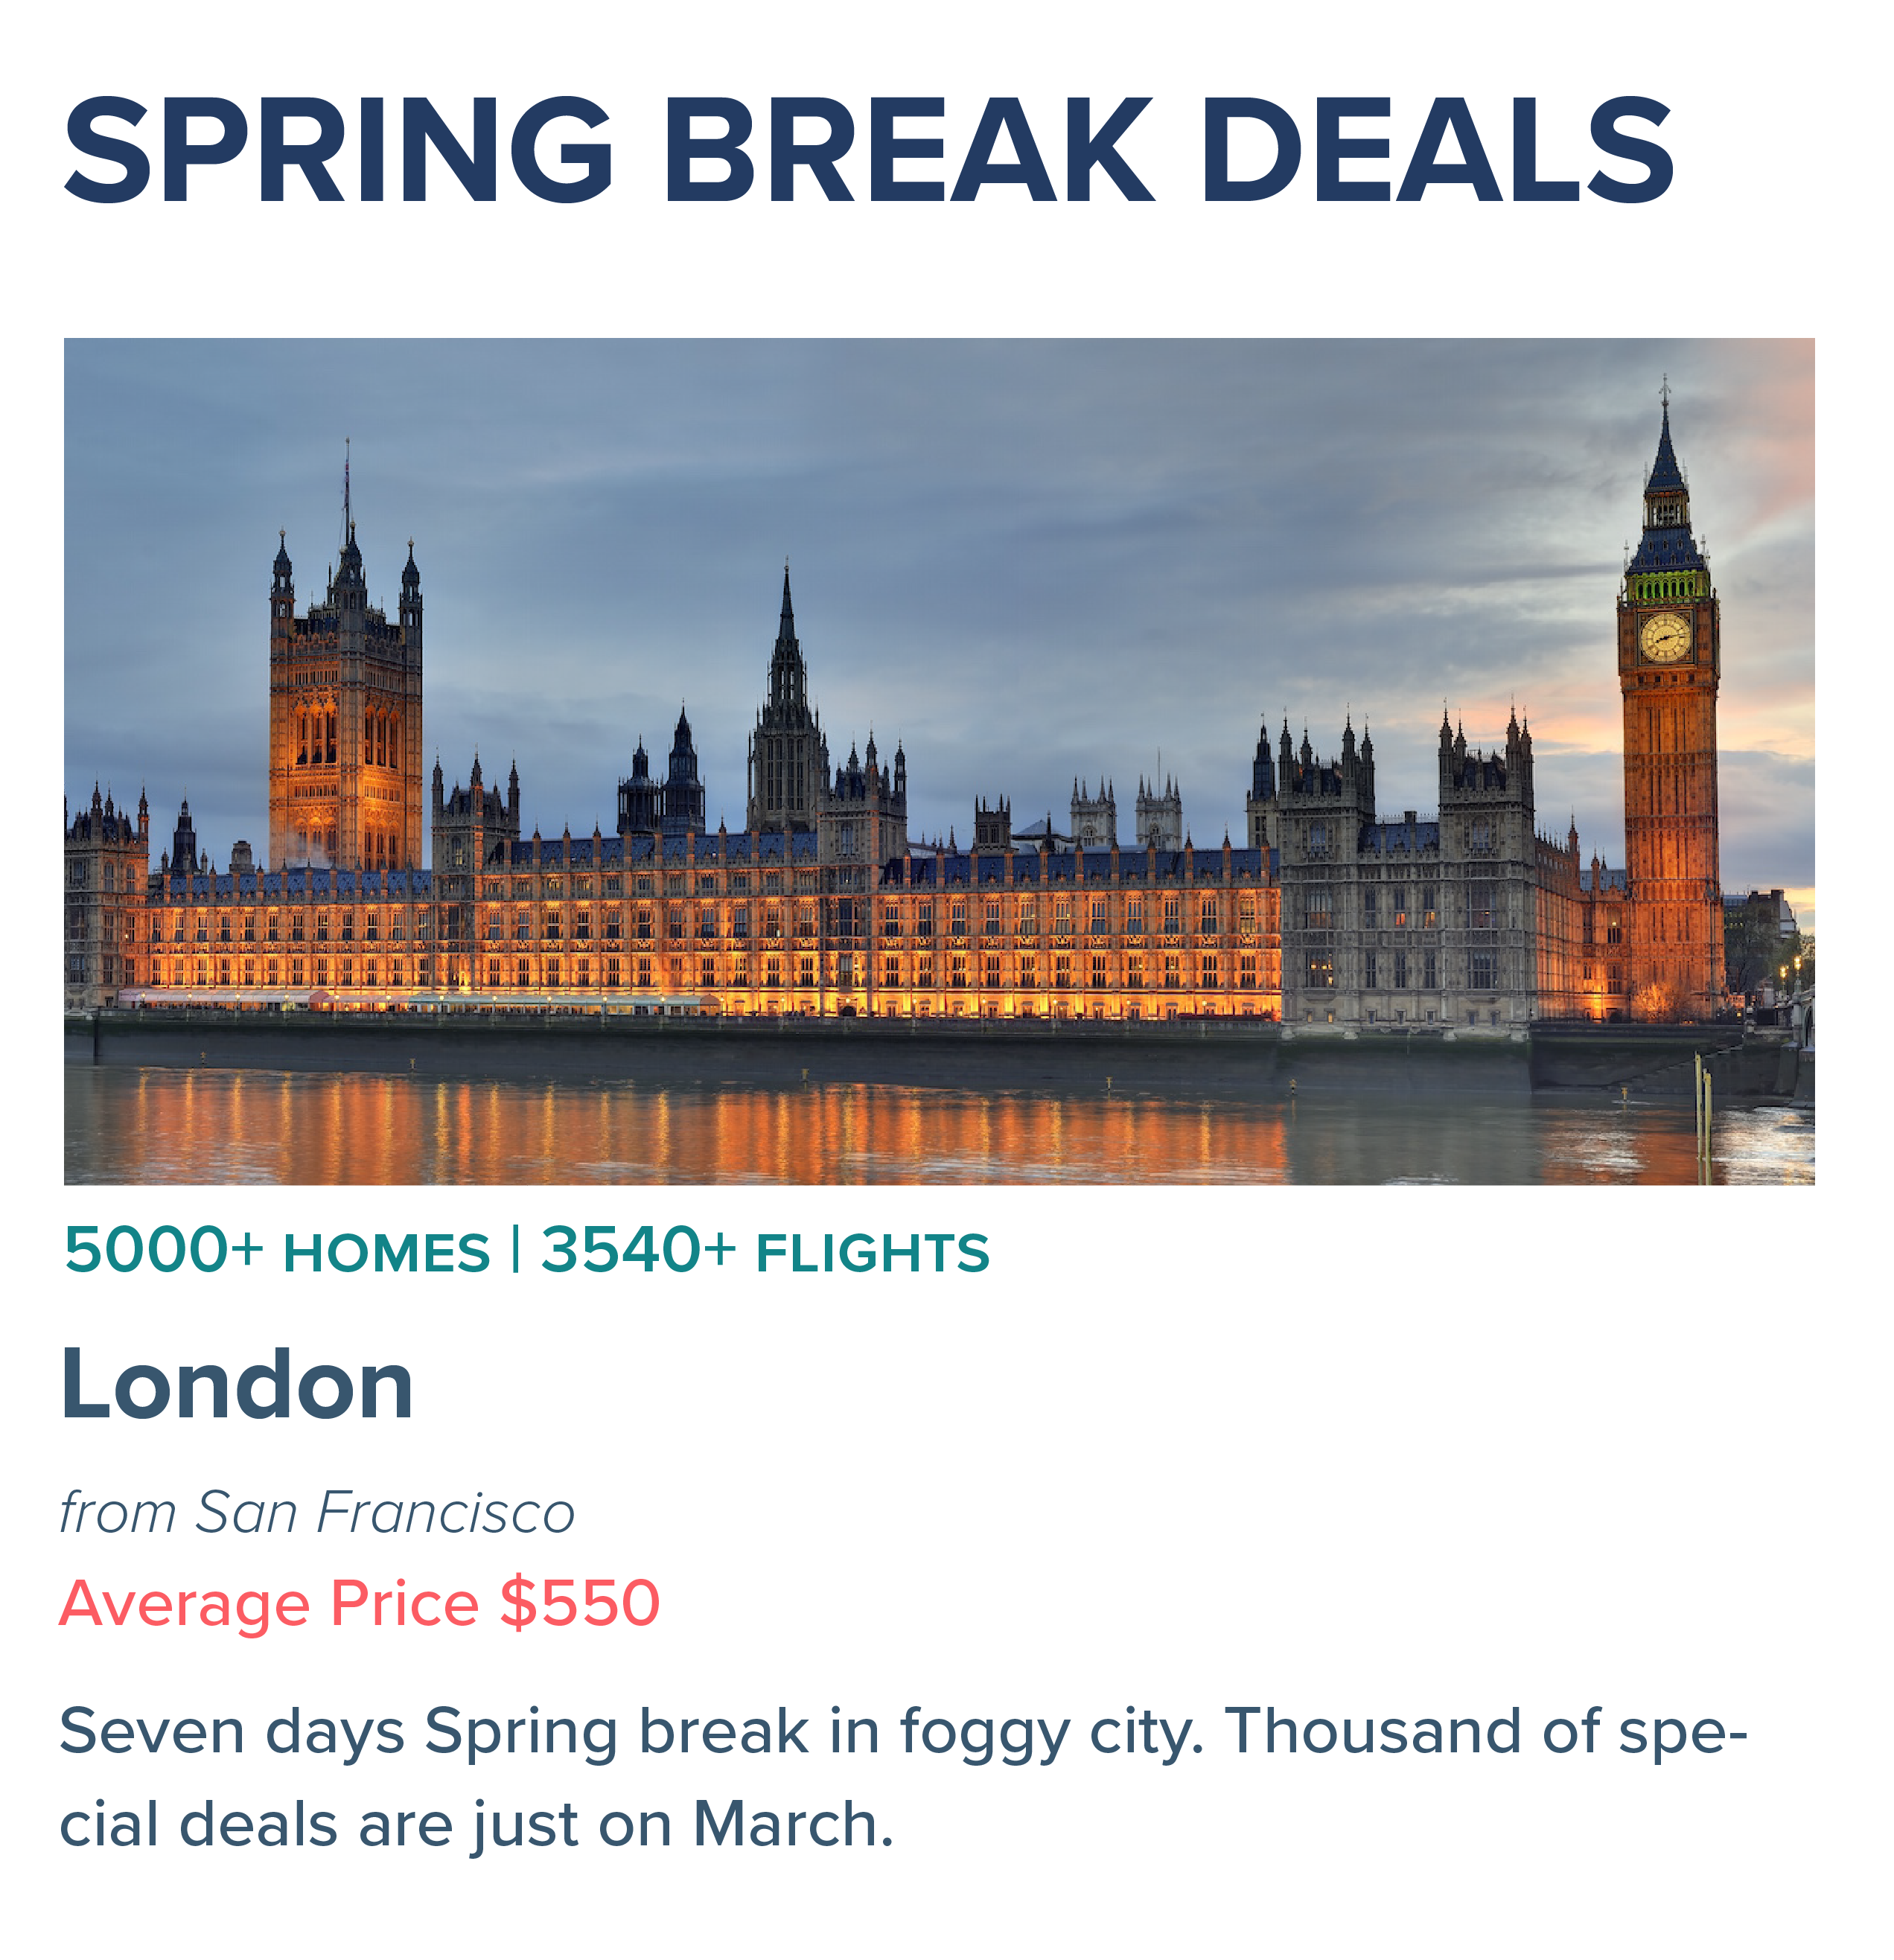 SPRING BREAK DEALS
5000+ HOMES | 3540+ FLIGHTS
London
from San Francisco
Average Price $550
Seven days Spring break in foggy city. Thousand of spe-
cial deals are just on March.